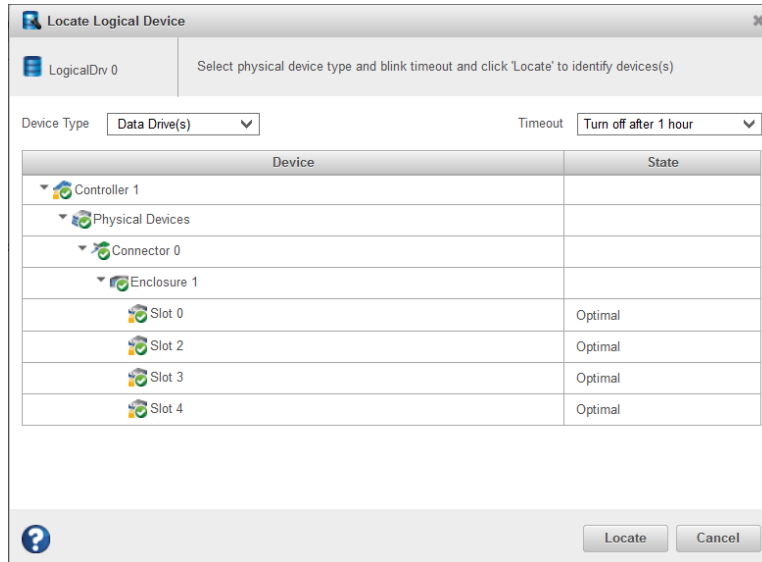 Locate Logical Device
LogicalDrv 0
Select physical device type and blink timeout and click 'Locate' to identify devices(s)
Device Type Data Drive(s) Timeout Turn off after 1 hour
Device State
Controller 1
Physical Devices
Connector 0
Enclosure 1
Slot 0 Optimal
Slot 2 Optimal
Slot 3 Optimal
Slot 4 Optimal
? Locate Cancel